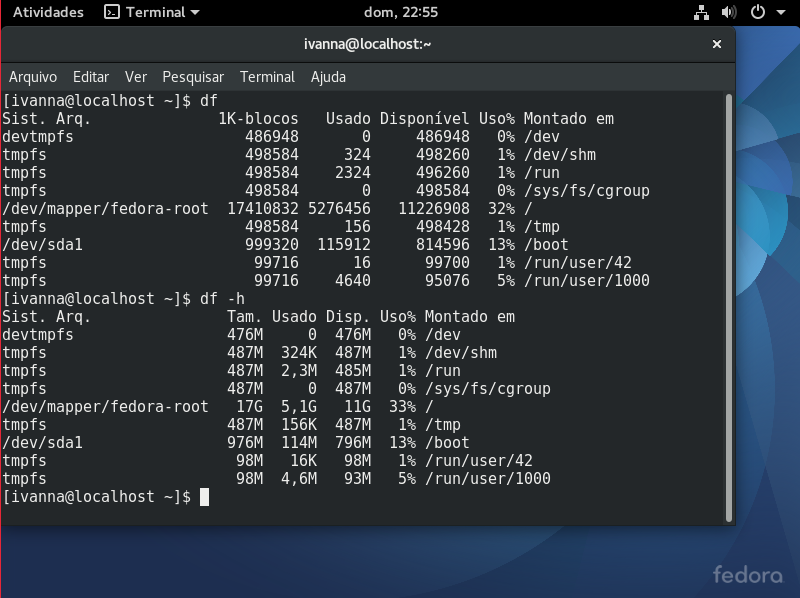 Atividades Terminal dom, 22:55
ivanna@localhost:~ ×
Arquivo Editar Ver Pesquisar Terminal Ajuda
[ivanna@localhost ~]$ df
Sist. Arq. 1K-blocos Usado Disponível Uso% Montado em
devtmpfs 486948 0 486948 0% /dev
tmpfs 498584 324 498260 1% /dev/shm
tmpfs 498584 2324 496260 1% /run
tmpfs 498584 0 498584 0% /sys/fs/cgroup
/dev/mapper/fedora-root 17410832 5276456 11226908 32% /
tmpfs 498584 156 498428 1% /tmp
/dev/sda1 999320 115912 814596 13% /boot
tmpfs 99716 16 99700 1% /run/user/42
tmpfs 99716 4640 95076 5% /run/user/1000
[ivanna@localhost ~]$ df -h
Sist. Arq. Tam. Usado Disp. Uso% Montado em
devtmpfs 476M 0 476M 0% /dev
tmpfs 487M 324K 487M 1% /dev/shm
tmpfs 487M 2,3M 485M 1% /run
tmpfs 487M 0 487M 0% /sys/fs/cgroup
/dev/mapper/fedora-root 17G 5,1G 11G 33% /
tmpfs 487M 156K 487M 1% /tmp
/dev/sda1 976M 114M 796M 13% /boot
tmpfs 98M 16K 98M 1% /run/user/42
tmpfs 98M 4,6M 93M 5% /run/user/1000
[ivanna@localhost ~]$
fedora